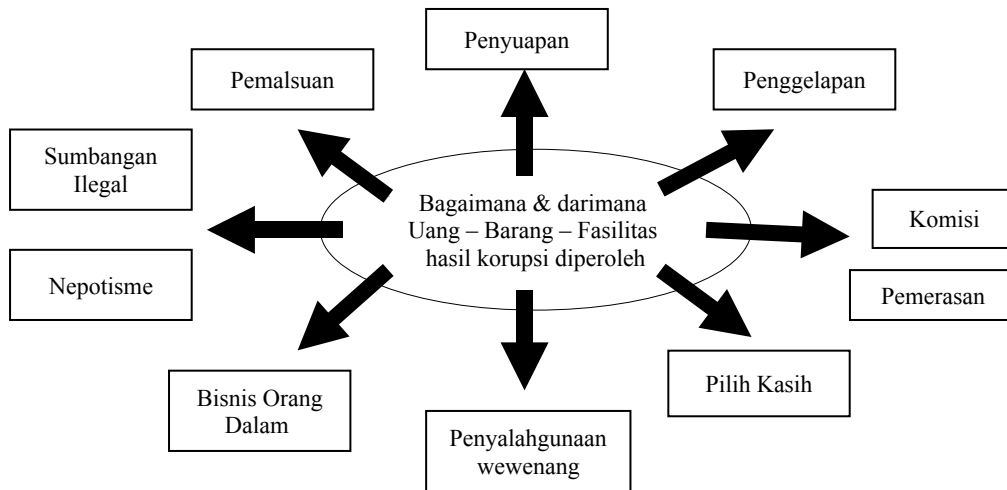 Penyuapan
Pemalsuan
Penggelapan
Sumbangan
Ilegal
Bagaimana & darimana
Uang – Barang – Fasilitas
hasil korupsi diperoleh
Komisi
Nepotisme
Pemerasan
Pilih Kasih
Bisnis Orang
Dalam
Penyalahgunaan
wewenang